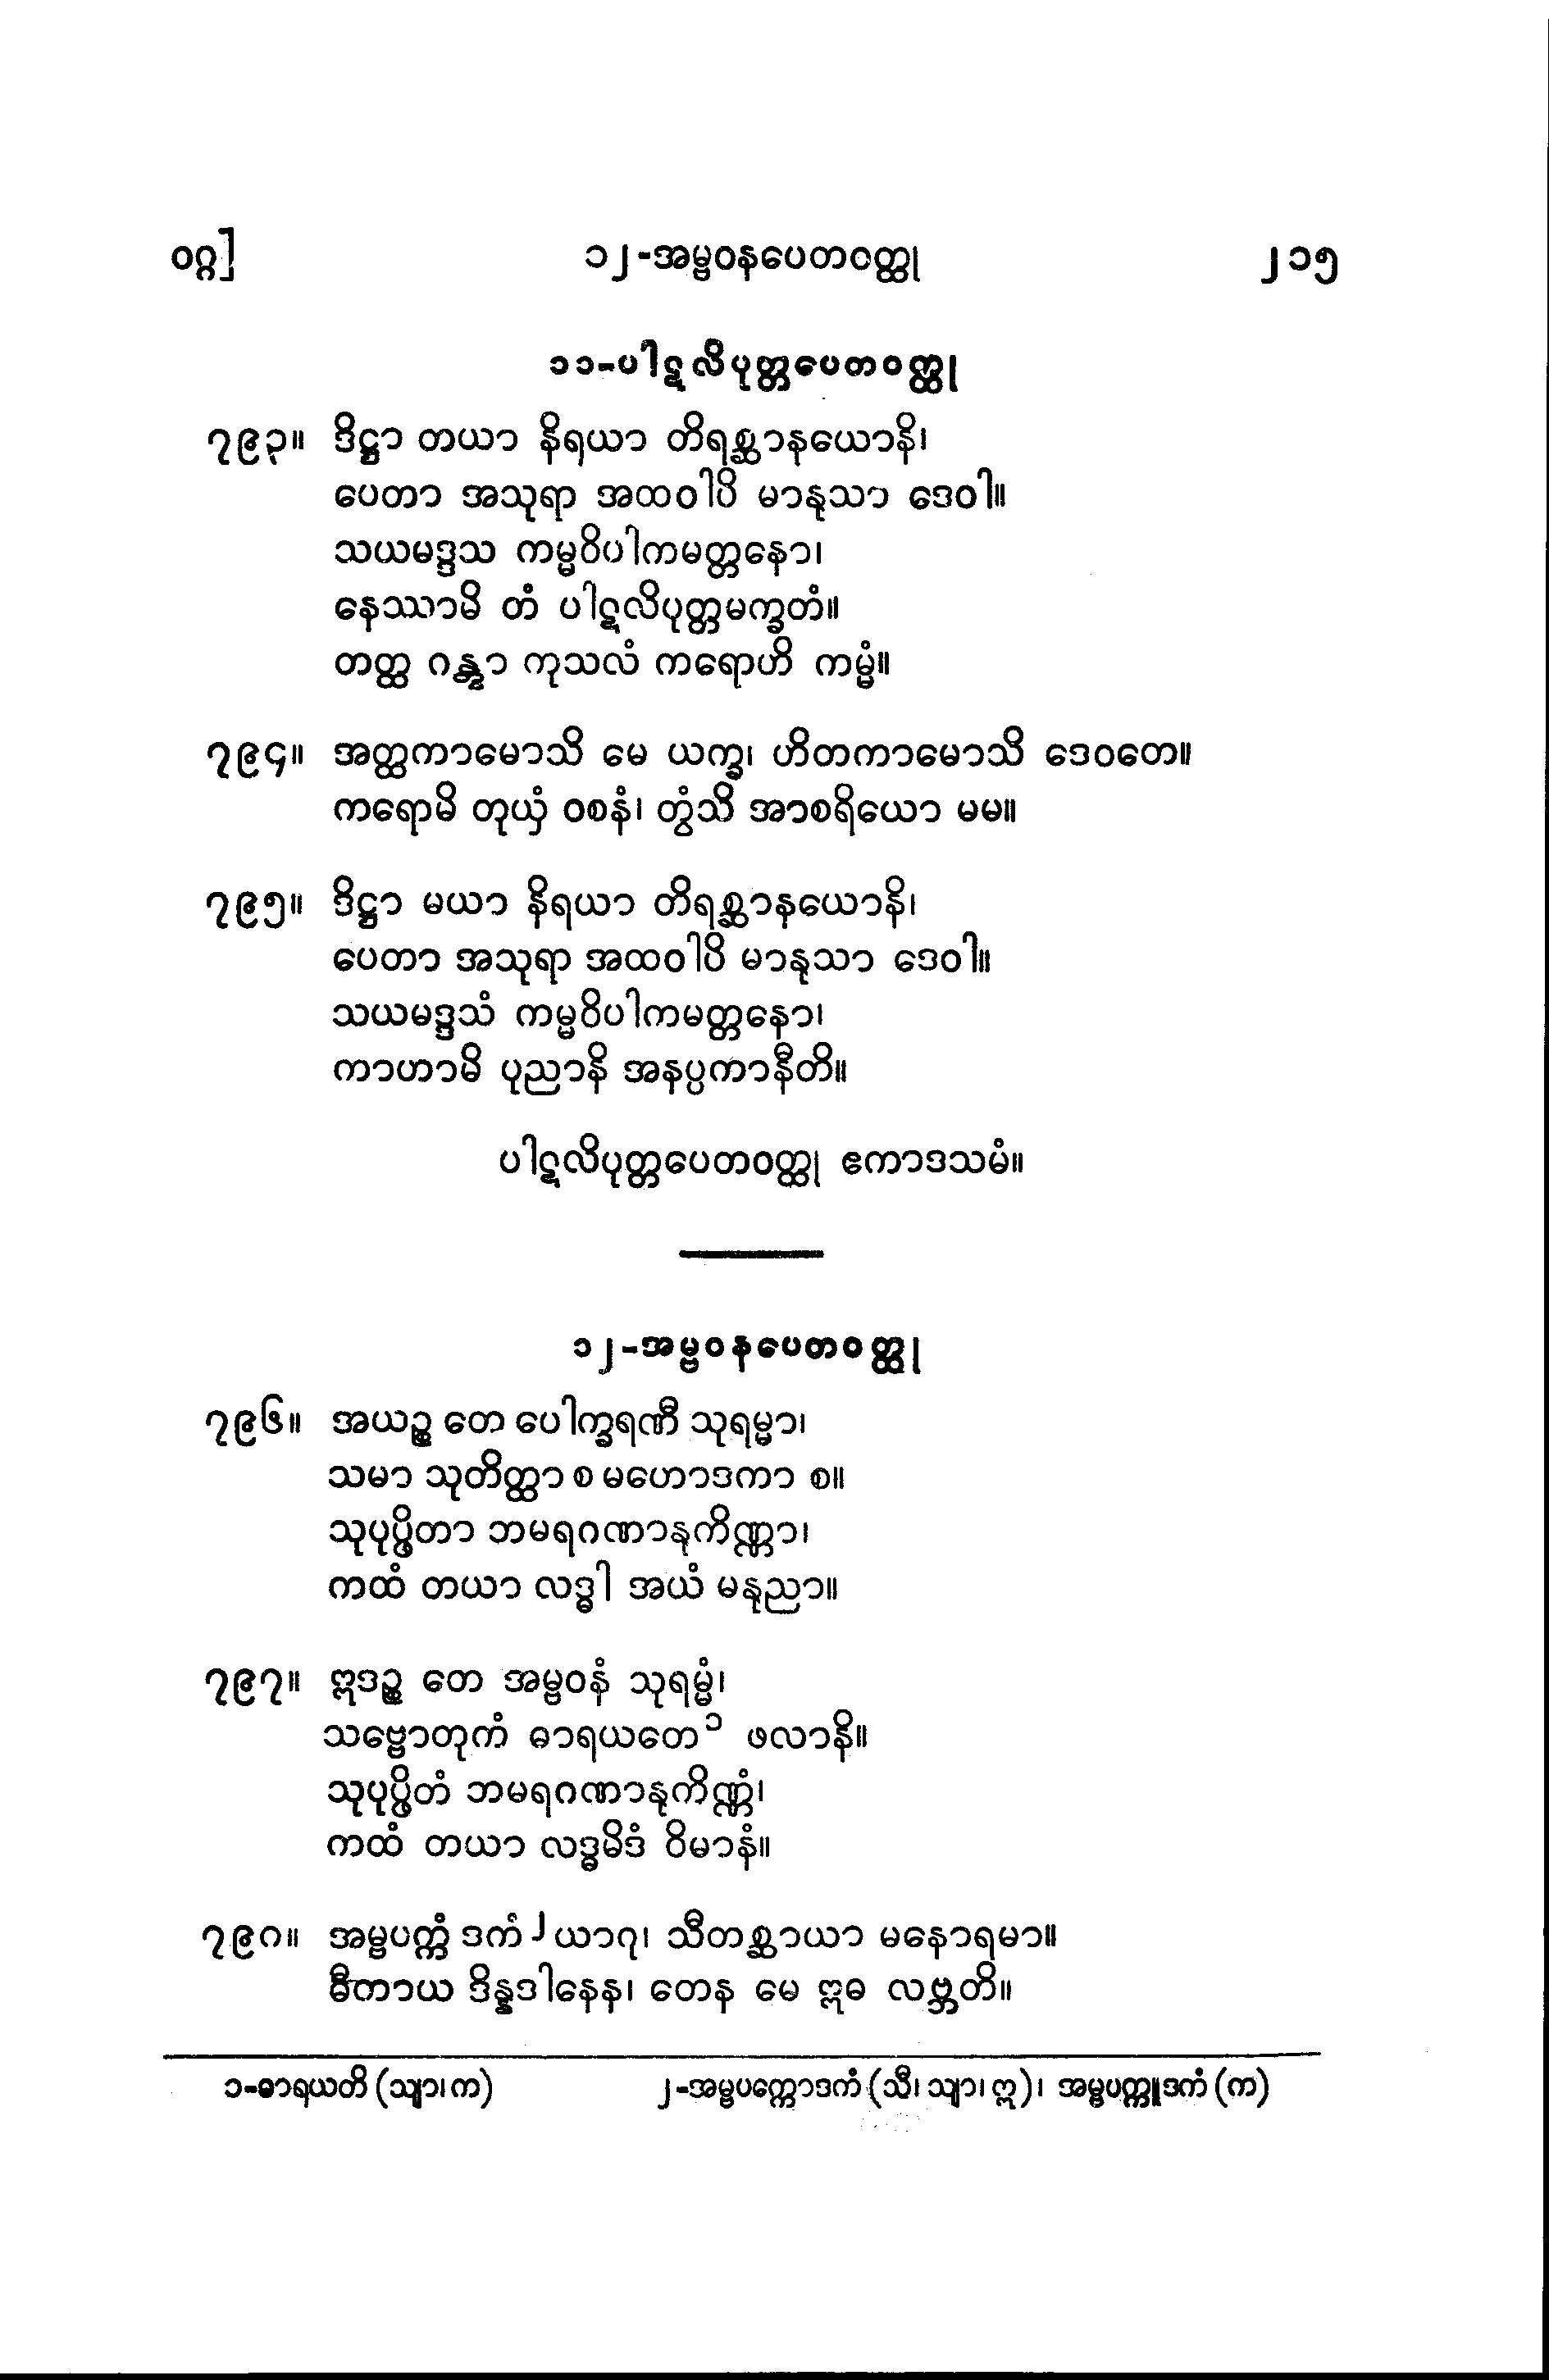 ဝဂ္ဂ] ၁၂-အမ္ဗဝနပေတဝတ္ထု ၂၁၅
၁၁-ပါဋလိပုတ္တပေတဝတ္ထု
၇၉၃။ ဒိဋ္ဌာ တယာ နိရယာ တိရစ္ဆာနယောနိ၊
ပေတာ အသုရာ အထဝါပိ မာနုသာ ဒေဝါ။
သယမဒ္ဒသ ကမ္မဝိပါကမတ္တနော၊
နေဿာမိ တံ ပါဋလိပုတ္တမက္ခတံ။
တတ္ထ ဂန္တွာ ကုသလံ ကရောဟိ ကမ္မံ။
၇၉၄။ အတ္ထကာမောသိ မေ ယက္ခ၊ ဟိတကာမောသိ ဒေဝတေ။
ကရောမိ တုယှံ ဝစနံ၊ တွံသိ အာစရိယော မမ။
၇၉၅။ ဒိဋ္ဌာ မယာ နိရယာ တိရစ္ဆာနယောနိ၊
ပေတာ အသုရာ အထဝါပိ မာနုသာ ဒေဝါ။
သယမဒ္ဒသံ ကမ္မဝိပါကမတ္တနော၊
ကာဟာမိ ပုညာနိ အနပ္ပကာနီတိ။
ပါဋလိပုတ္တပေတဝတ္ထု ဧကာဒသမံ။
၁၂-အမ္ဗဝနပေတဝတ္ထု
၇၉၆။ အယဉ္စ တေ ပေါက္ခရဏီ သုရမ္မာ၊
သမာ သုတိတ္ထာ စ မဟောဒကာ စ။
သုပုပ္ဖိတာ ဘမရဂဏာနုကိဏ္ဏာ၊
ကထံ တယာ လဒ္ဓါ အယံ မနုညာ။
၇၉၇။ ဣဒဉ္စ တေ အမ္ဗဝနံ သုရမ္မံ၊
သဗ္ဗောတုကံ ဓာရယတေ ၁ ဖလာနိ။
သုပုပ္ဖိတံ ဘမရဂဏာနုကိဏ္ဏံ၊
ကထံ တယာ လဒ္ဓမိဒံ ဝိမာနံ။
၇၉၈။ အမ္ဗပက္ကံ ဒကံ ၂ ယာဂု၊ သီတစ္ဆာယာ မနောရမာ။
ဓီတာယ ဒိန္နဒါနေန၊ တေန မေ ဣဓ လဗ္ဘတိ။
၁-ဓာရယတိ (သျာ၊ က) ၂-အမ္ဗပက္ကောဒကံ (သီ၊ သျာ၊ ဣ)၊ အမ္ဗပက္ကူဒကံ (က)